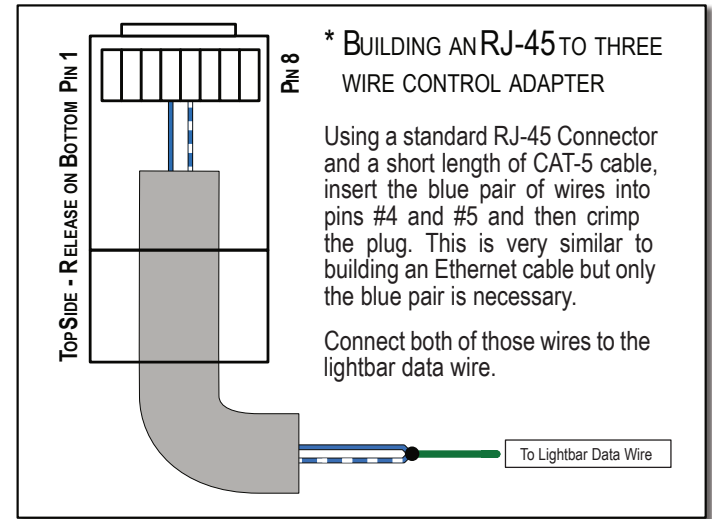 TOP SIDE - RELEASE ON BOTTOM PIN 1
PIN 8
* BUILDING AN RJ-45 TO THREE
WIRE CONTROL ADAPTER
Using a standard RJ-45 Connector
and a short length of CAT-5 cable,
insert the blue pair of wires into
pins #4 and #5 and then crimp
the plug. This is very similar to
building an Ethernet cable but only
the blue pair is necessary.
Connect both of those wires to the
lightbar data wire.
To Lightbar Data Wire